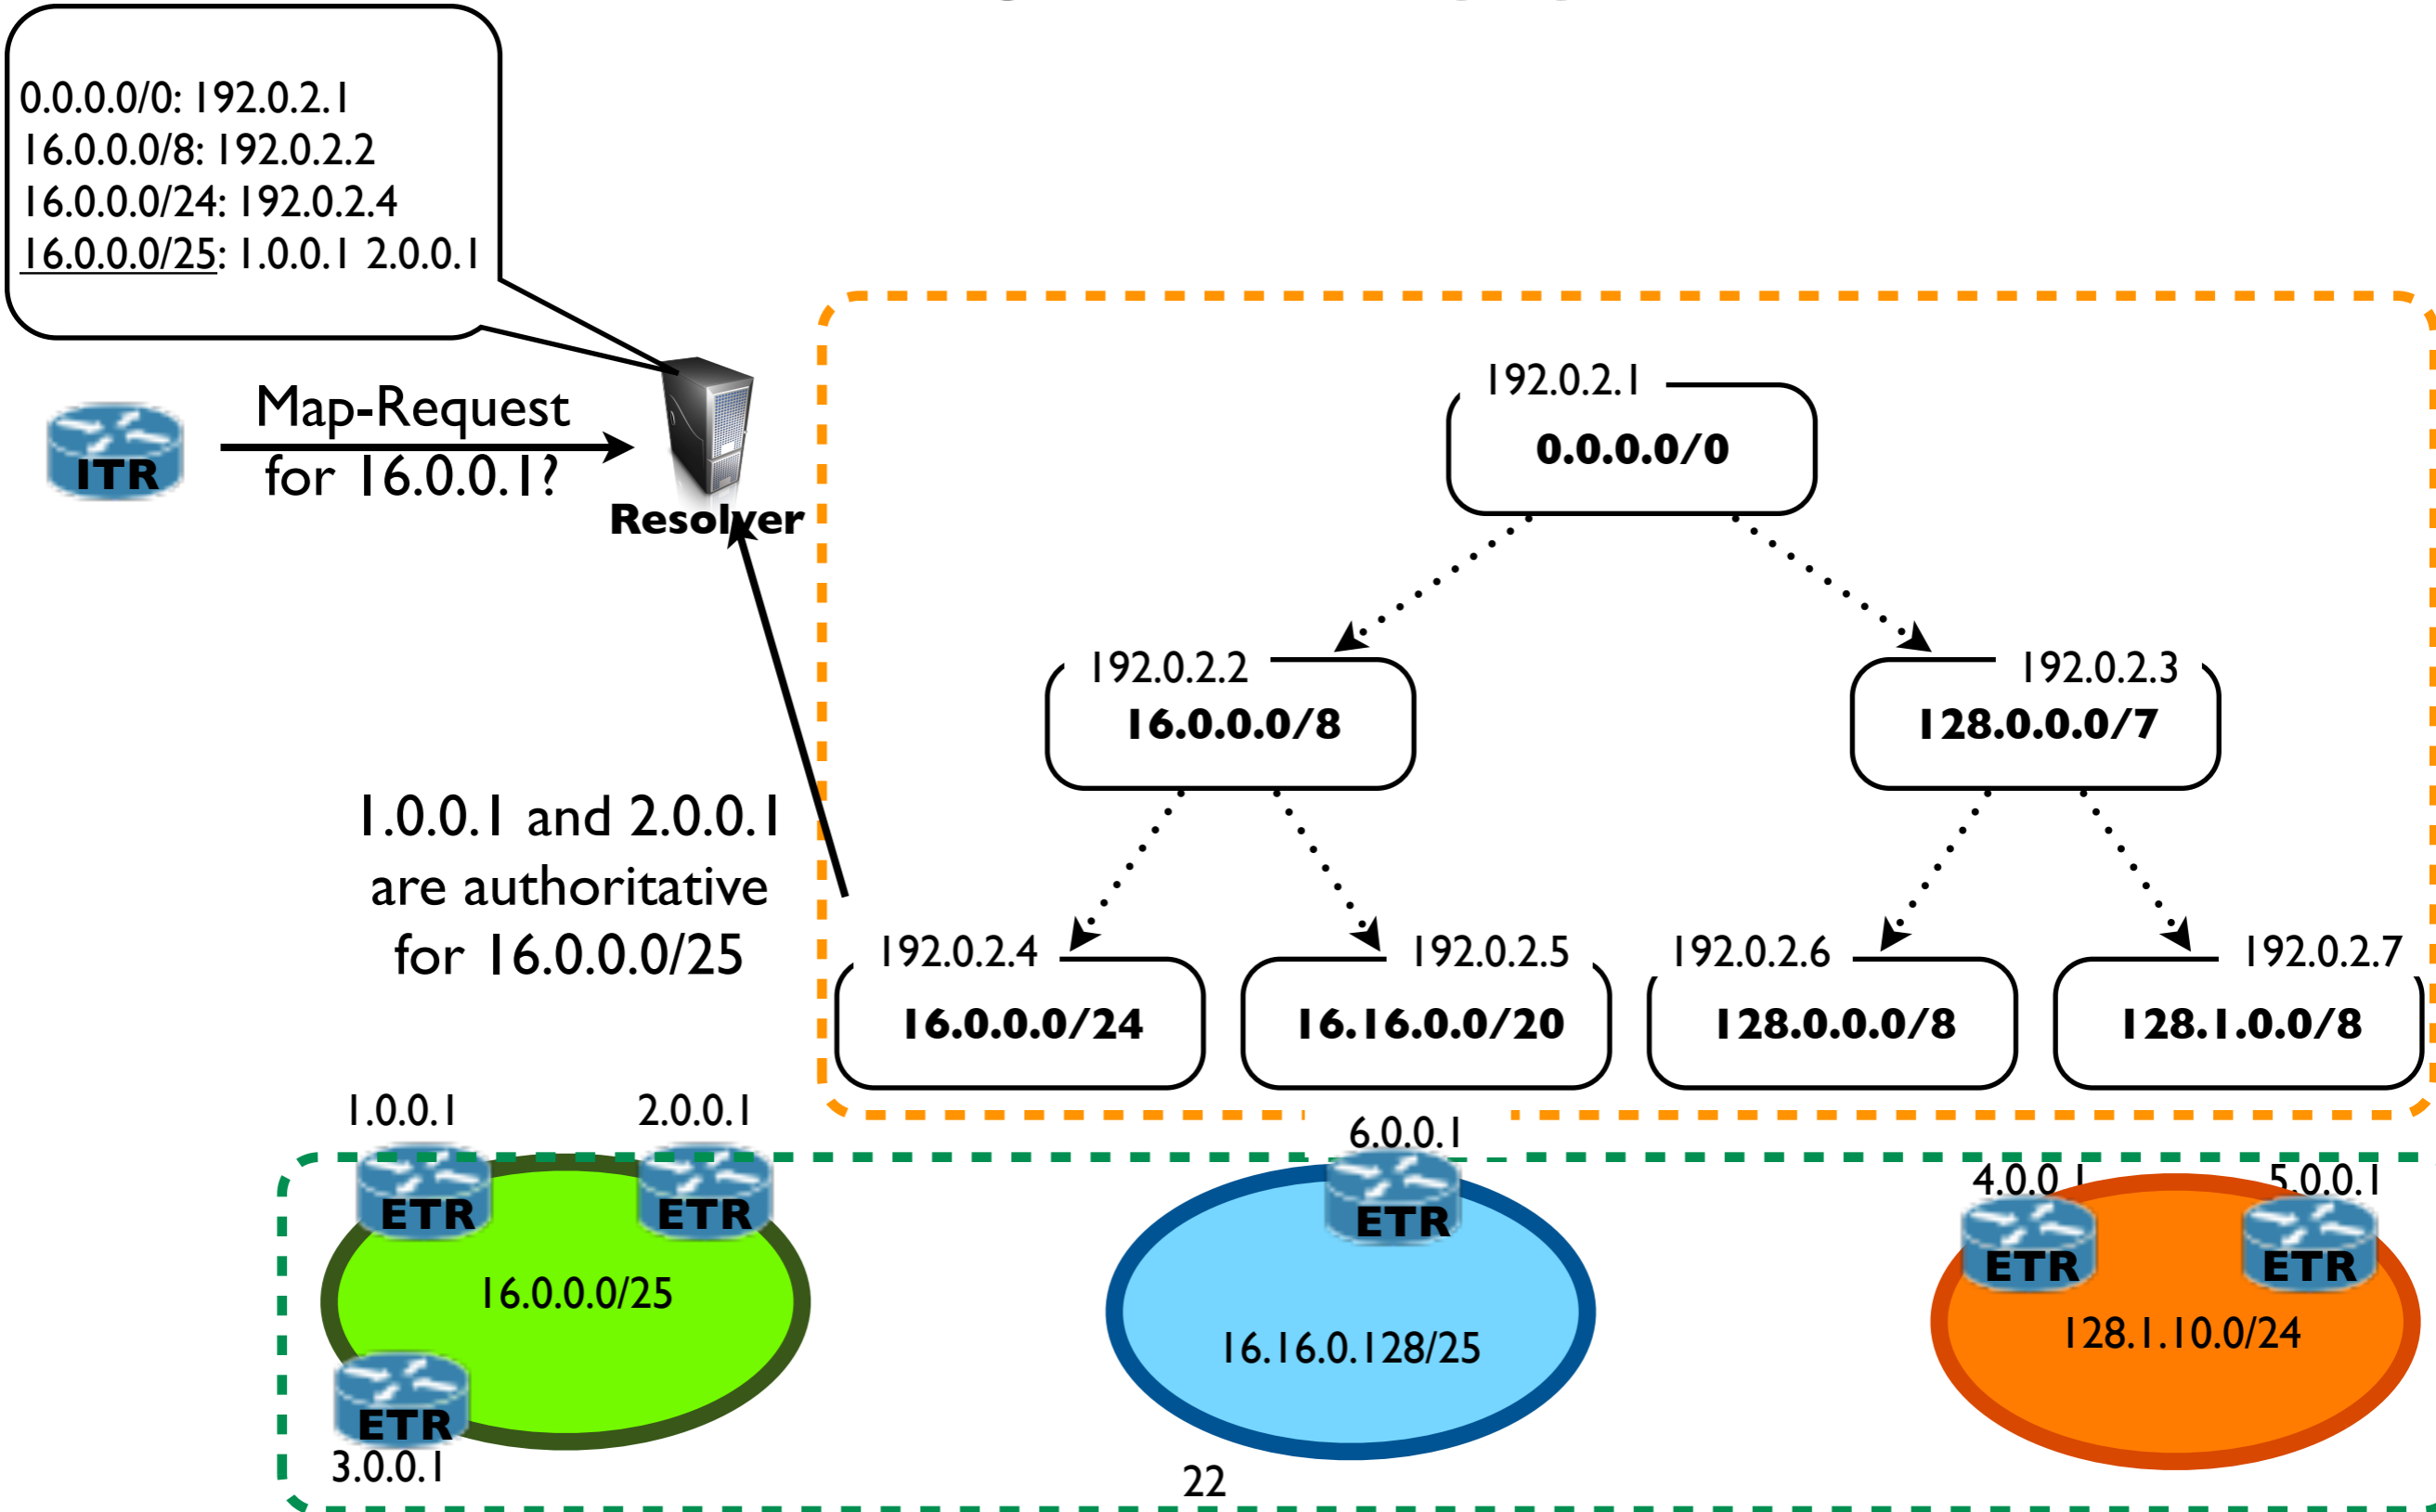 0.0.0.0/0: 192.0.2.1
16.0.0.0/8: 192.0.2.2
16.0.0.0/24: 192.0.2.4
16.0.0.0/25: 1.0.0.1 2.0.0.1
Map-Request
for 16.0.0.1?
ITR
Resolver
192.0.2.1
0.0.0.0/0
192.0.2.2
16.0.0.0/8
192.0.2.3
128.0.0.0/7
1.0.0.1 and 2.0.0.1
are authoritative
for 16.0.0.0/25
192.0.2.4
16.0.0.0/24
192.0.2.5
16.16.0.0/20
192.0.2.6
128.0.0.0/8
192.0.2.7
128.1.0.0/8
1.0.0.1
2.0.0.1
ETR
ETR
16.0.0.0/25
ETR
3.0.0.1
6.0.0.1
ETR
16.16.0.128/25
4.0.0.1
5.0.0.1
ETR
ETR
128.1.10.0/24
22